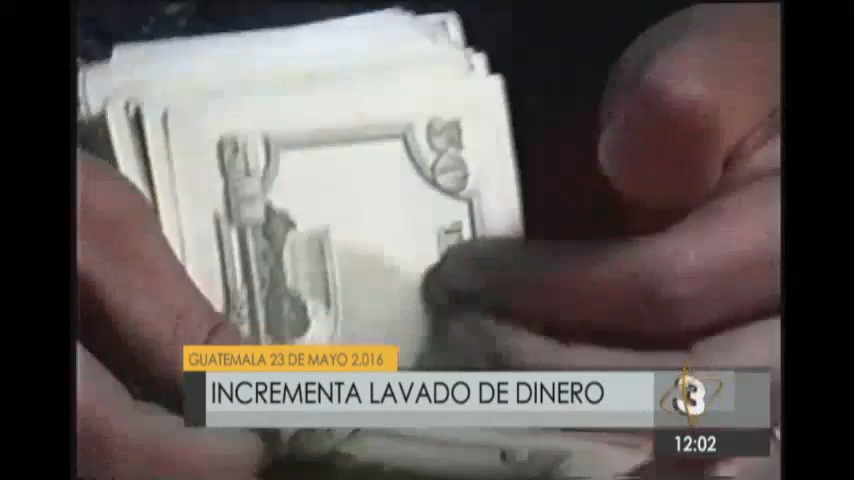 GUATEMALA 23 DE MAYO 2,016
INCREMENTA LAVADO DE DINERO
3
12:02